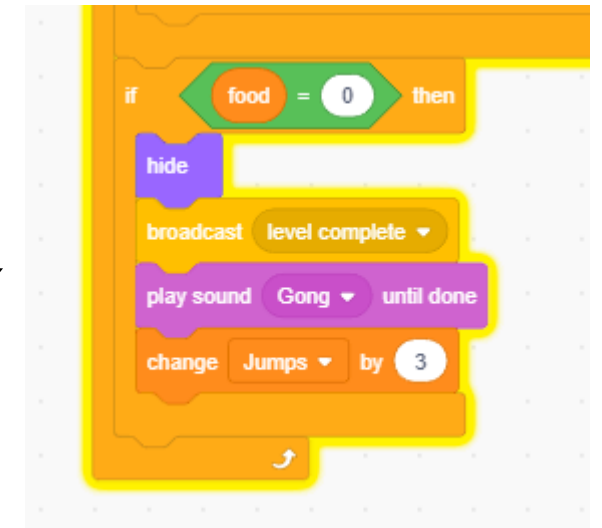 if food = 0 then
hide
broadcast level complete
play sound Gong until done
change Jumps by 3